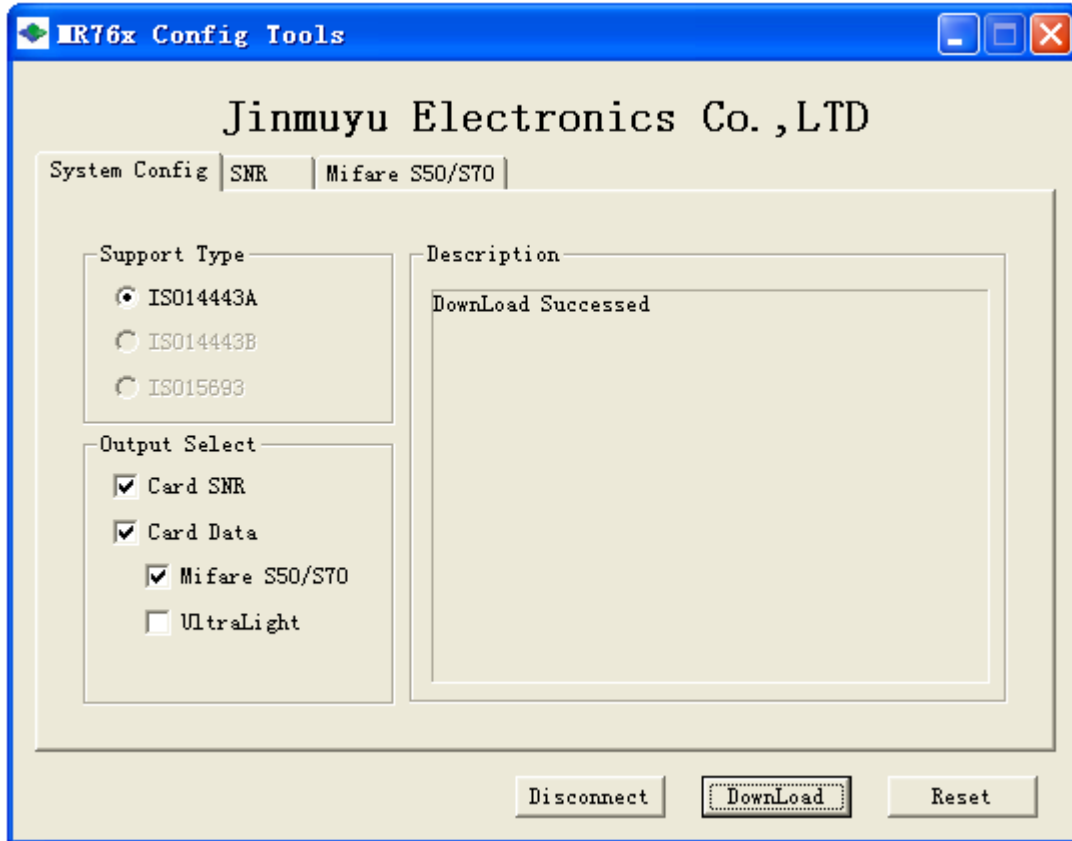 MR76x Config Tools
Jinmuyu Electronics Co.,LTD
System Config SNR Mifare S50/S70
Support Type
ISO14443A
ISO14443B
ISO15693
Output Select
Card SNR
Card Data
Mifare S50/S70
UltraLight
Description
DownLoad Successed
Disconnect DownLoad Reset